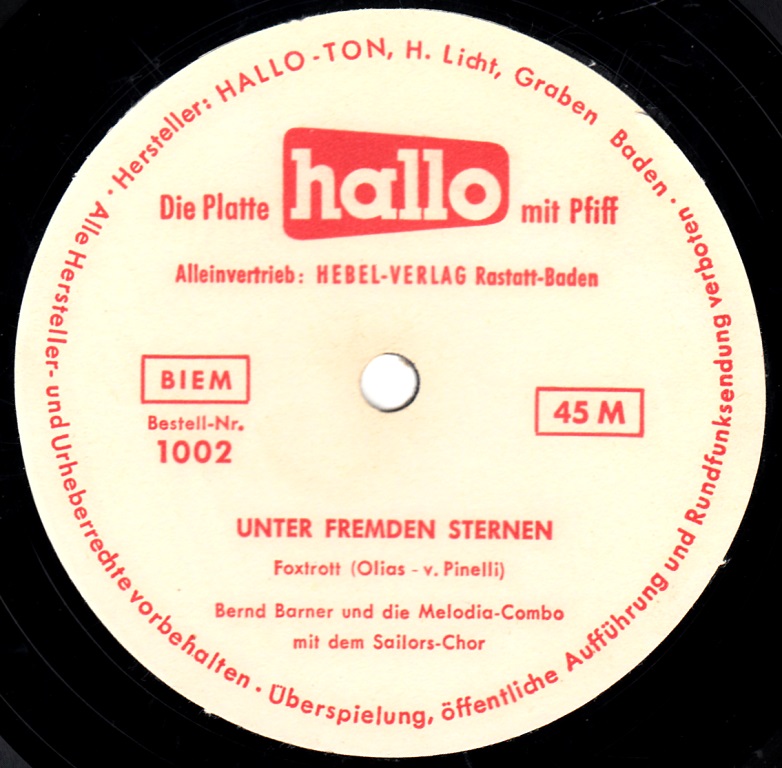 Hersteller: HALLO-TON, H. Licht, Graben Baden · 
Die Platte hallo mit Pfiff
Alleinvertrieb: HEBEL-VERLAG Rastatt-Baden
BIEM
45 M
Bestell-Nr.
1002
UNTER FREMDEN STERNEN
Foxtrott (Olias - v. Pinelli)
Bernd Barner und die Melodia-Combo
mit dem Sailors-Chor
Alle Hersteller- und Urheberrechte vorbehalten · Überspielung, öffentliche Aufführung und Rundfunksendung verboten ·